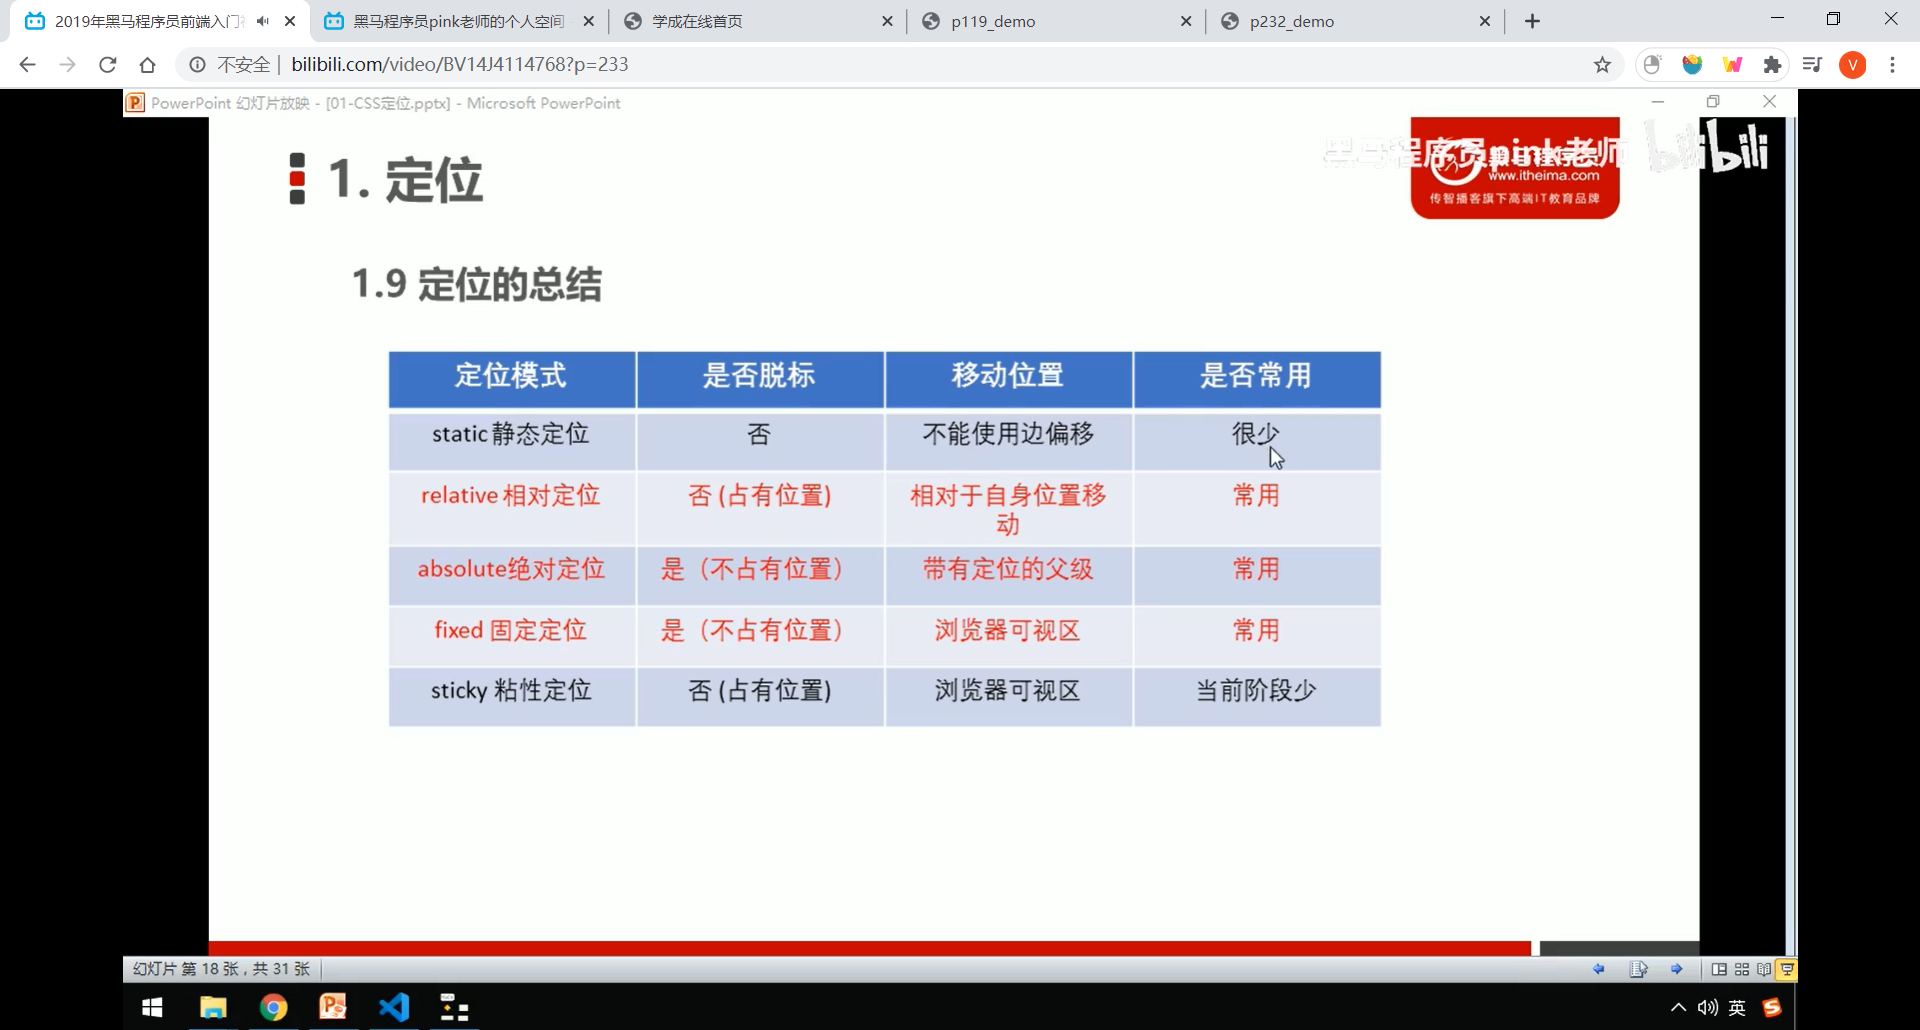 2019年黑马程序员前端入门
黑马程序员pink老师的个人空间
学成在线首页
p119_demo
p232_demo
不安全
bilibili.com/video/BV14J4114768?p=233
V
PowerPoint 幻灯片放映 - [01-CSS定位.pptx] - Microsoft PowerPoint
黑马程序员pink老师 bilibili
www.itheima.com
传智播客旗下高端IT教育品牌
1. 定位
1.9 定位的总结
定位模式 是否脱标 移动位置 是否常用
static 静态定位 否 不能使用边偏移 很少
relative 相对定位 否 (占有位置) 相对于自身位置移
动 常用
absolute绝对定位 是（不占有位置） 带有定位的父级 常用
fixed 固定定位 是（不占有位置） 浏览器可视区 常用
sticky 粘性定位 否 (占有位置) 浏览器可视区 当前阶段少
幻灯片 第 18 张，共 31 张
英